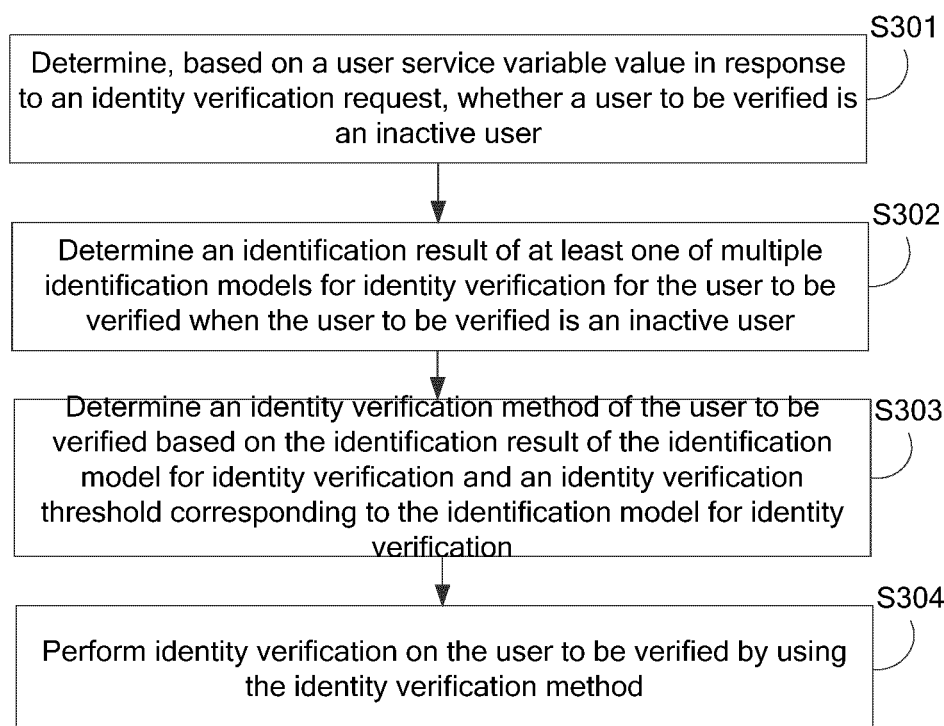 S301
Determine, based on a user service variable value in response
to an identity verification request, whether a user to be verified is
an inactive user
S302
Determine an identification result of at least one of multiple
identification models for identity verification for the user to be
verified when the user to be verified is an inactive user
S303
Determine an identity verification method of the user to be
verified based on the identification result of the identification
model for identity verification and an identity verification
threshold corresponding to the identification model for identity
verification
S304
Perform identity verification on the user to be verified by using
the identity verification method